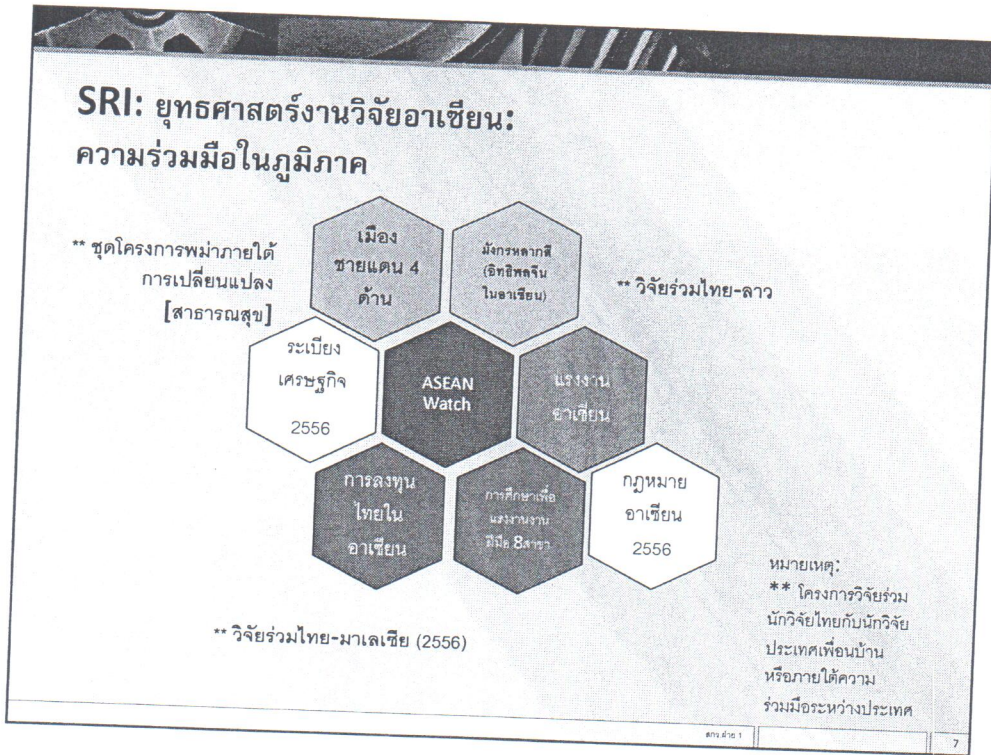 SRI: ยุทธศาสตร์งานวิจัยอาเซียน:
ความร่วมมือในภูมิภาค
** ชุดโครงการพม่าภายใต้
การเปลี่ยนแปลง
[สาธารณสุข]
เมือง
ชายแดน 4
ด้าน
มังกรหลากสี
(อิทธิพลจีน
ในอาเซียน)
** วิจัยร่วมไทย-ลาว
ระเบียง
เศรษฐกิจ
2556
ASEAN
Watch
แรงงาน
อาเซียน
การลงทุน
ไทยใน
อาเซียน
การศึกษาเพื่อ
แรงงานงาน
ฝีมือ 8สาขา
กฎหมาย
อาเซียน
2556
** วิจัยร่วมไทย-มาเลเซีย (2556)
หมายเหตุ:
** โครงการวิจัยร่วม
นักวิจัยไทยกับนักวิจัย
ประเทศเพื่อนบ้าน
หรือภายใต้ความ
ร่วมมือระหว่างประเทศ
สกว.ฝ่าย 1
7